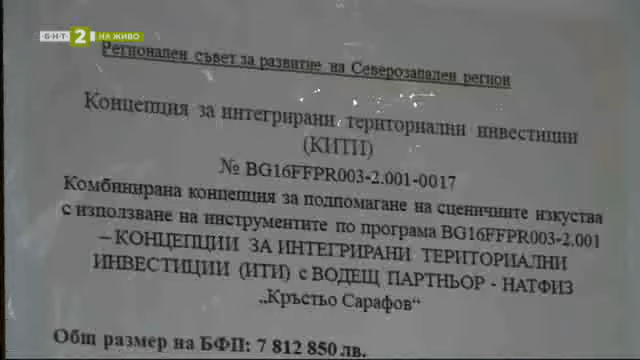 Б·Н·Т 2 НА ЖИВО
Регионален съвет за развитие на Северозападен регион
Концепция за интегрирани териториални инвестиции
(КИТИ)
№ BG16FFPR003-2.001-0017
Комбинирана концепция за подпомагане на сценичните изкуства
с използване на инструментите по програма BG16FFPR003-2.001
– КОНЦЕПЦИИ ЗА ИНТЕГРИРАНИ ТЕРИТОРИАЛНИ
ИНВЕСТИЦИИ (ИТИ) с ВОДЕЩ ПАРТНЬОР - НАТФИЗ
„Кръстьо Сарафов“
Общ размер на БФП: 7 812 850 лв.